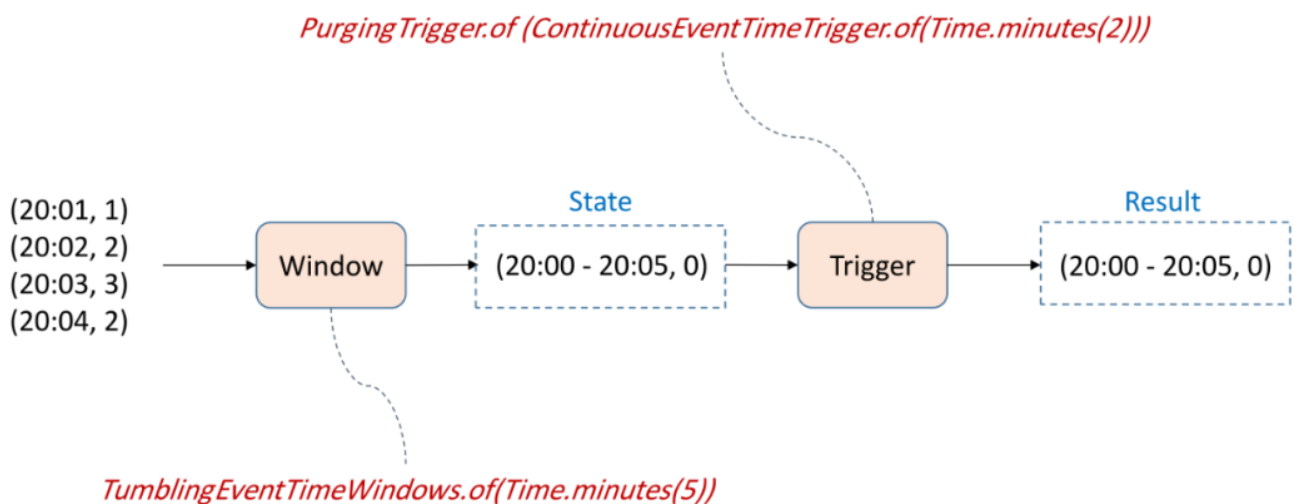 PurgingTrigger.of (ContinuousEventTimeTrigger.of(Time.minutes(2)))
(20:01, 1)
(20:02, 2)
(20:03, 3)
(20:04, 2)
Window
State
(20:00 - 20:05, 0)
Trigger
Result
(20:00 - 20:05, 0)
TumblingEventTimeWindows.of(Time.minutes(5))